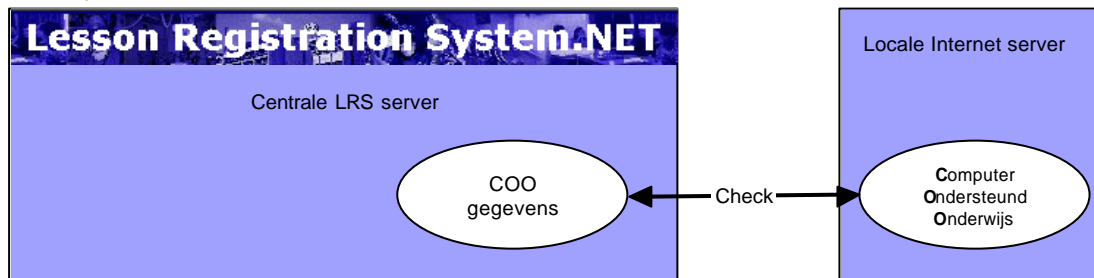 Lesson Registration System.NET
Centrale LRS server
COO
gegevens
Check
Locale Internet server
Computer
Ondersteund
Onderwijs